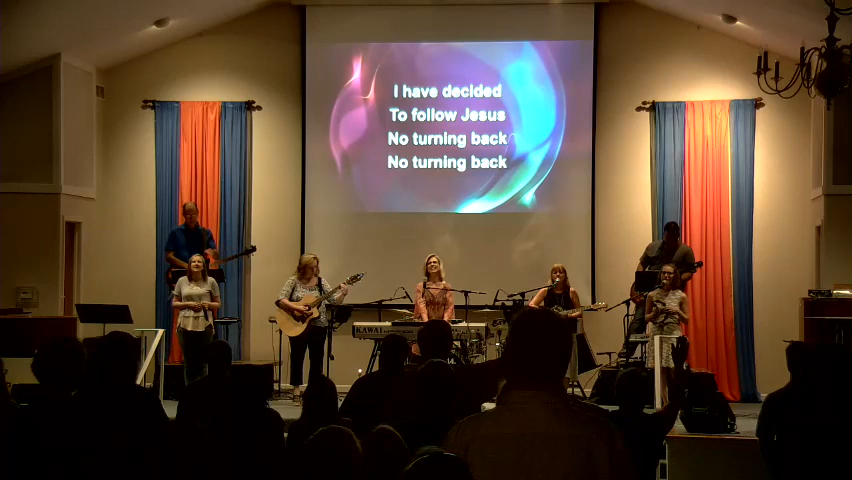 I have decided
To follow Jesus
No turning back
No turning back
KAWAI